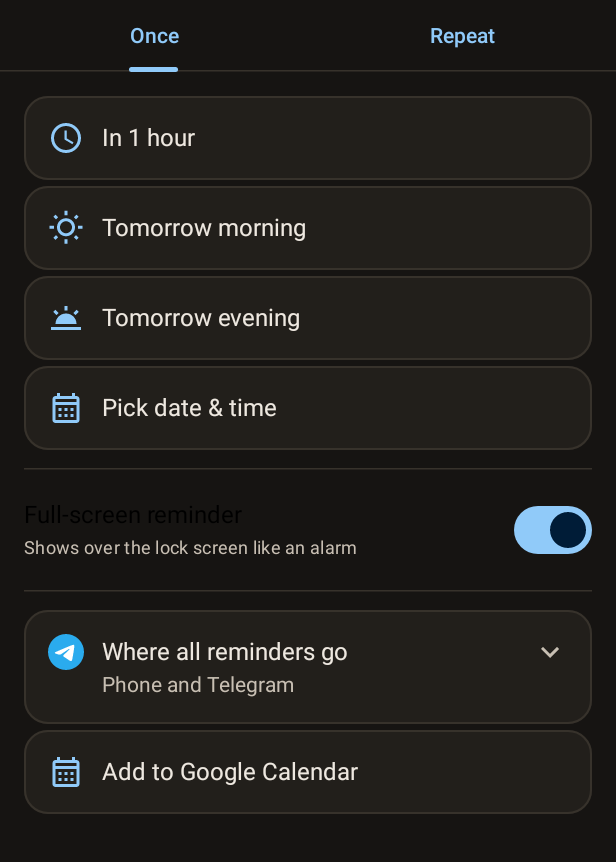 Once
Repeat
In 1 hour
Tomorrow morning
Tomorrow evening
Pick date & time
Full-screen reminder
Shows over the lock screen like an alarm
Where all reminders go
Phone and Telegram
Add to Google Calendar